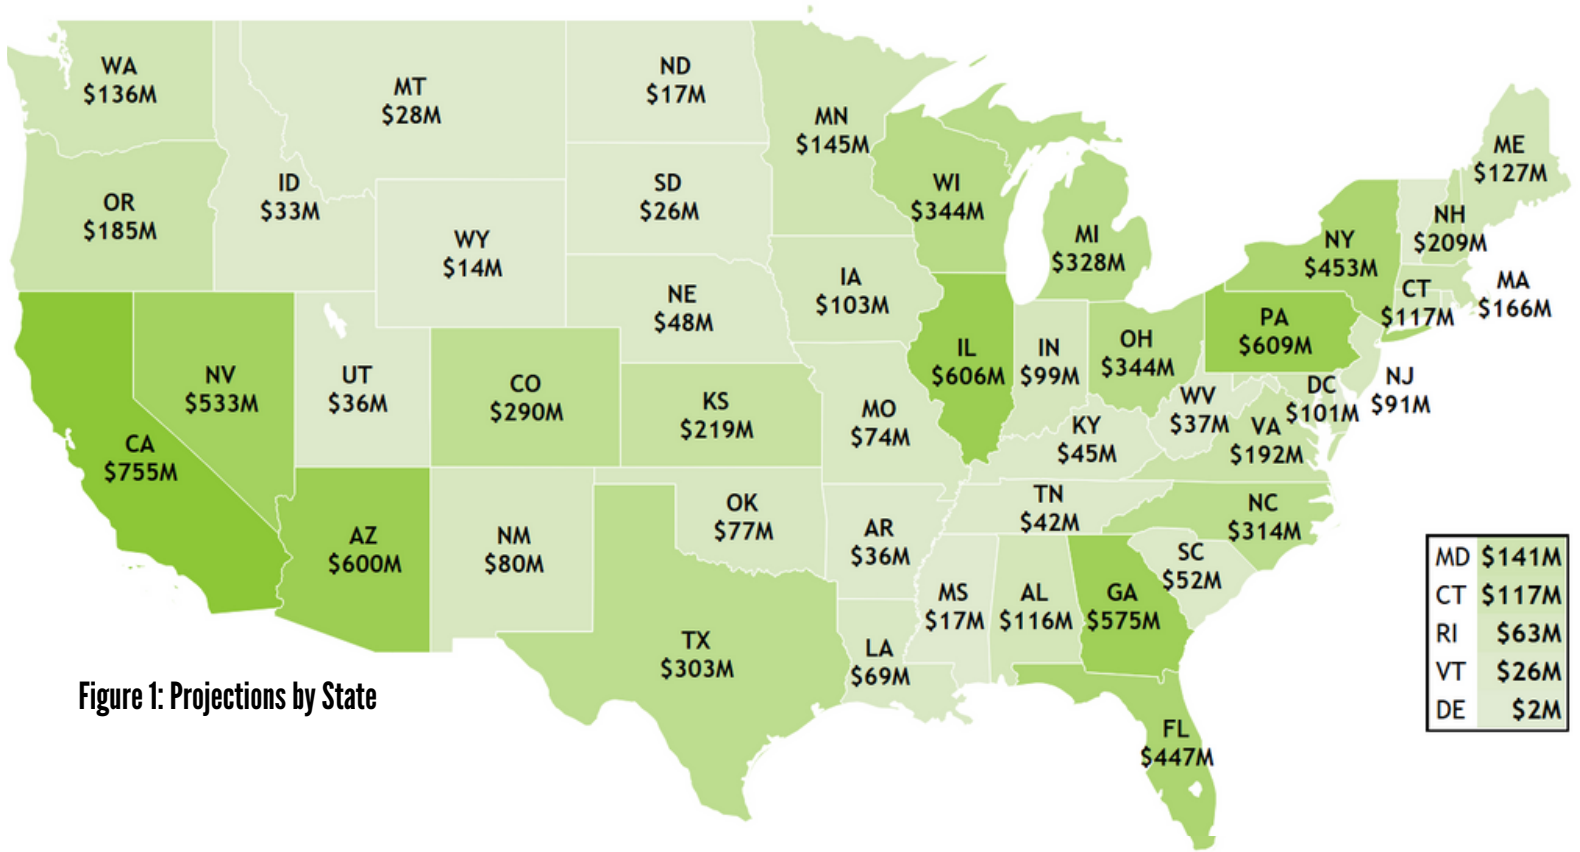 WA
$136M
MT
$28M
ND
$17M
MN
$145M
ME
$127M
OR
$185M
ID
$33M
WY
$14M
SD
$26M
WI
$344M
MI
$328M
NY
$453M
NH
$209M
MA
$166M
CT
$117M
NE
$48M
IA
$103M
IL
$606M
IN
$99M
OH
$344M
PA
$609M
NJ
$91M
NV
$533M
UT
$36M
CO
$290M
KS
$219M
MO
$74M
KY
$45M
WV
$37M
DC
$101M
VA
$192M
CA
$755M
AZ
$600M
NM
$80M
OK
$77M
AR
$36M
TN
$42M
NC
$314M
SC
$52M
MS
$17M
AL
$116M
GA
$575M
TX
$303M
LA
$69M
FL
$447M
MD $141M
CT $117M
RI $63M
VT $26M
DE $2M
Figure 1: Projections by State